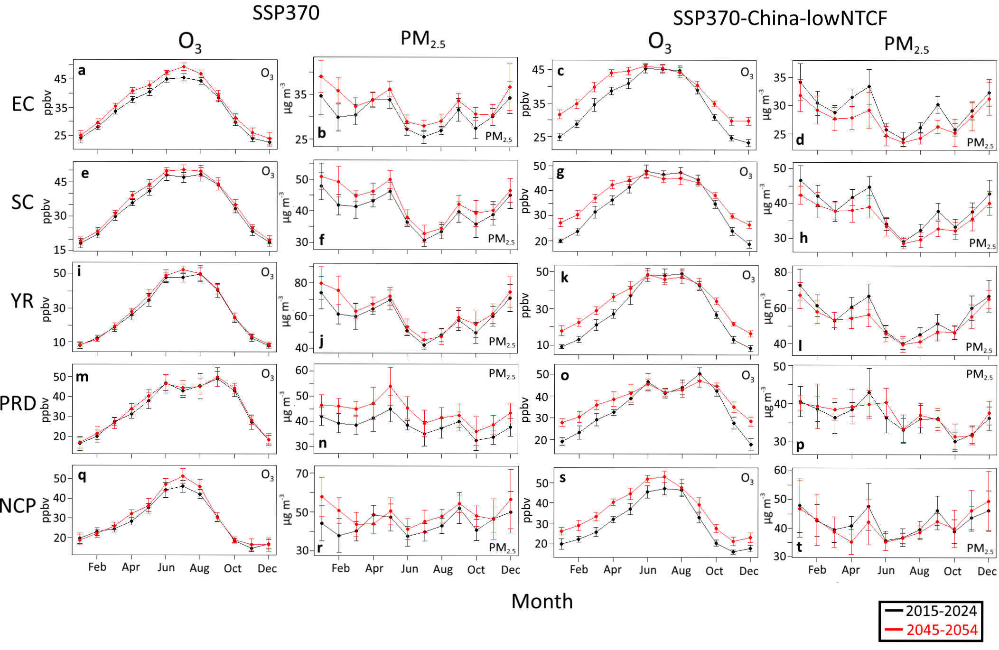 SSP370
SSP370-China-lowNTCF
O3
PM2.5
O3
PM2.5
EC
ppbv
45
35
25
a
O3
µg m-3
35
25
b
PM2.5
ppbv
45
35
25
c
O3
µg m-3
35
30
25
d
PM2.5
SC
ppbv
45
30
15
e
O3
µg m-3
50
40
30
f
PM2.5
ppbv
50
40
30
20
g
O3
µg m-3
50
40
30
h
PM2.5
YR
ppbv
50
30
10
i
O3
µg m-3
80
60
40
j
PM2.5
ppbv
50
30
10
k
O3
µg m-3
80
60
40
l
PM2.5
PRD
ppbv
50
40
30
20
m
O3
µg m-3
60
50
40
30
n
PM2.5
ppbv
50
40
30
20
o
O3
µg m-3
50
40
30
p
PM2.5
NCP
ppbv
50
40
30
20
q
O3
µg m-3
70
50
30
r
PM2.5
ppbv
50
40
30
20
s
O3
µg m-3
60
50
40
30
t
PM2.5
Feb Apr Jun Aug Oct Dec
Feb Apr Jun Aug Oct Dec
Feb Apr Jun Aug Oct Dec
Feb Apr Jun Aug Oct Dec
Month
2015-2024
2045-2054